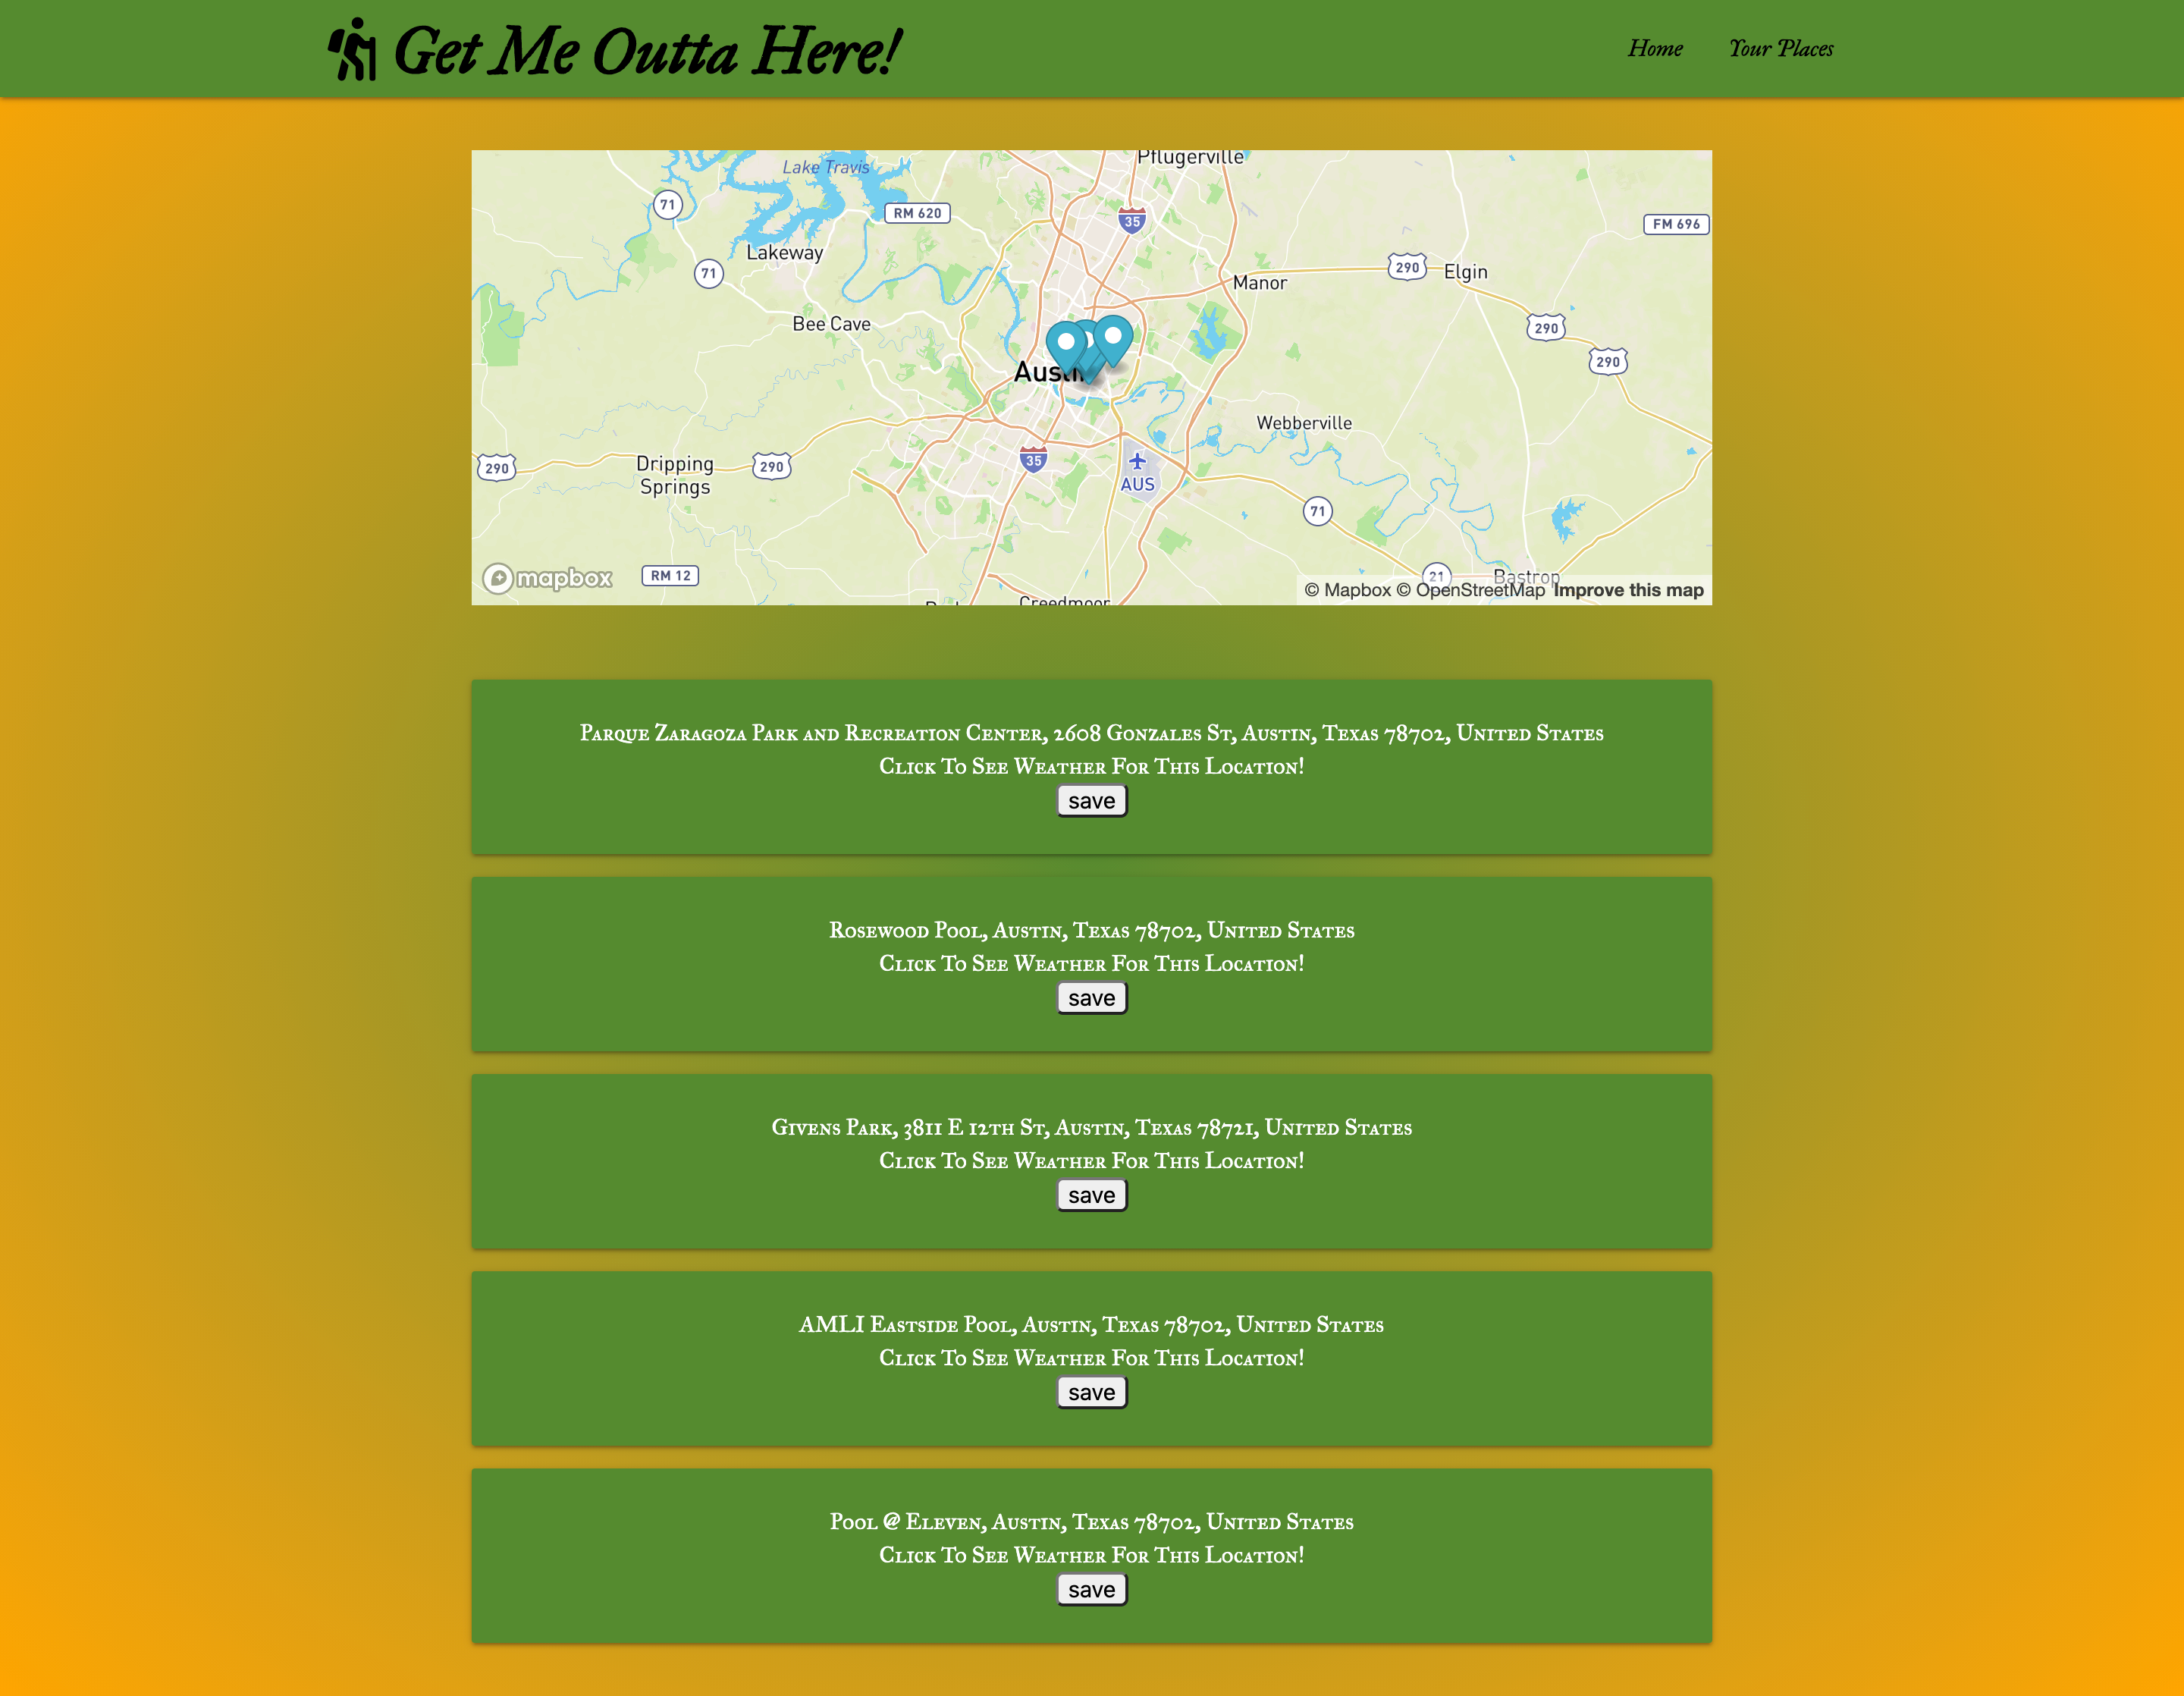 Get Me Outta Here!
Home
Your Places
Pflugerville
Lake Travis
71
RM 620
35
FM 696
Lakeway
71
Manor
290
Elgin
Bee Cave
290
290
Webberville
Dripping
Springs
290
290
35
AUS
71
mapbox
RM 12
21
Bastrop
Creedmoor
© Mapbox © OpenStreetMap Improve this map
Parque Zaragoza Park and Recreation Center, 2608 Gonzales St, Austin, Texas 78702, United States
Click To See Weather For This Location!
save
Rosewood Pool, Austin, Texas 78702, United States
Click To See Weather For This Location!
save
Givens Park, 3811 E 12th St, Austin, Texas 78721, United States
Click To See Weather For This Location!
save
AMLI Eastside Pool, Austin, Texas 78702, United States
Click To See Weather For This Location!
save
Pool @ Eleven, Austin, Texas 78702, United States
Click To See Weather For This Location!
save